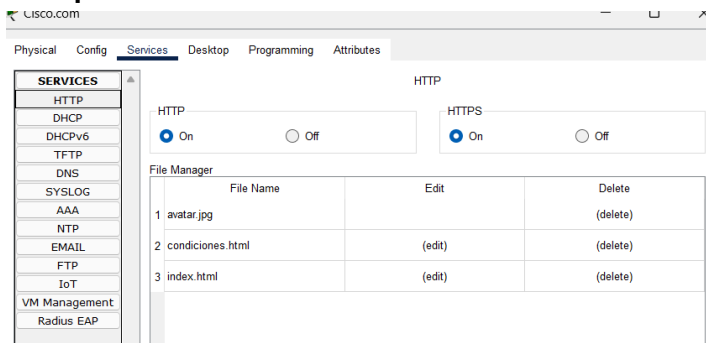 Cisco.com
Physical Config Services Desktop Programming Attributes
SERVICES
HTTP
DHCP
DHCPv6
TFTP
DNS
SYSLOG
AAA
NTP
EMAIL
FTP
IoT
VM Management
Radius EAP
HTTP
HTTP
On Off
HTTPS
On Off
File Manager
File Name Edit Delete
1 avatar.jpg (delete)
2 condiciones.html (edit) (delete)
3 index.html (edit) (delete)